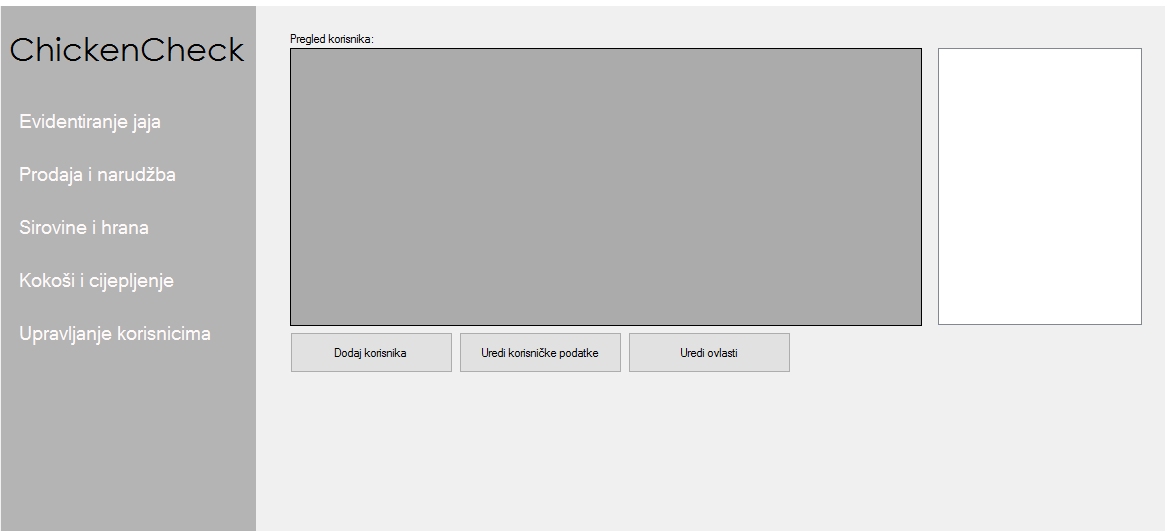 ChickenCheck
Evidentiranje jaja
Prodaja i narudžba
Sirovine i hrana
Kokoši i cijepljenje
Upravljanje korisnicima
Pregled korisnika:
Dodaj korisnika
Uredi korisničke podatke
Uredi ovlasti